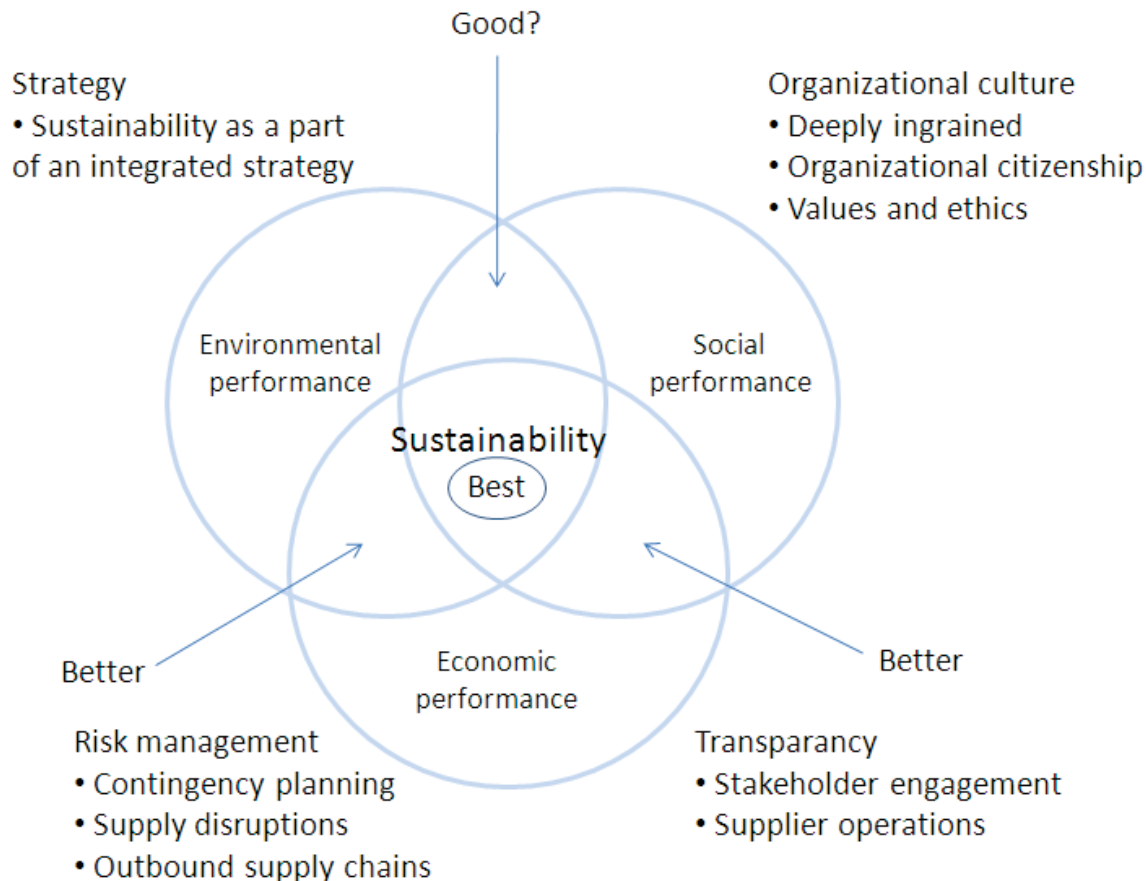 Good?
Strategy
• Sustainability as a part
of an integrated strategy
Organizational culture
• Deeply ingrained
• Organizational citizenship
• Values and ethics
Environmental
performance
Social
performance
Sustainability
Best
Better
Economic
performance
Better
Risk management
• Contingency planning
• Supply disruptions
• Outbound supply chains
Transparancy
• Stakeholder engagement
• Supplier operations